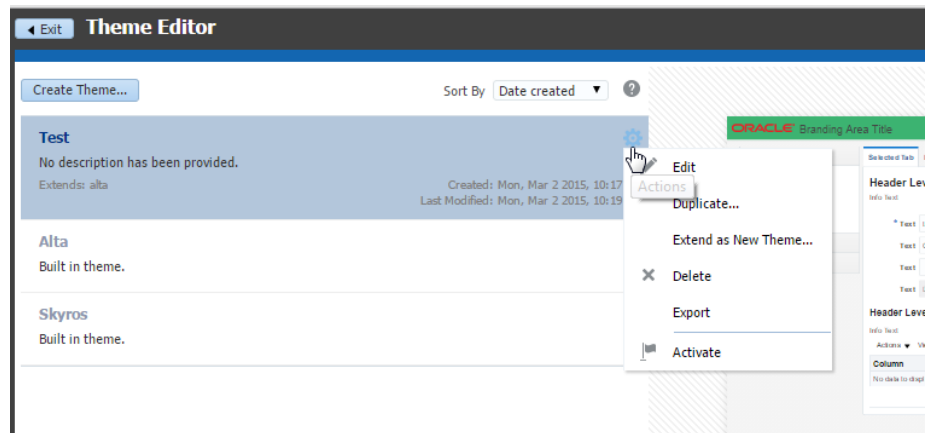 Exit Theme Editor
Create Theme...
Sort By Date created
?
Test
No description has been provided.
Extends: alta
Created: Mon, Mar 2 2015, 10:17
Last Modified: Mon, Mar 2 2015, 10:19
Alta
Built in theme.
Skyros
Built in theme.
Edit
Actions
Duplicate...
Extend as New Theme...
Delete
Export
Activate
ORACLE Branding Area Title
Selected Tab
Header Lev
Info Text
* Text
Text
Text
Text
Header Leve
Info Text
Actions
Column
No data to displ